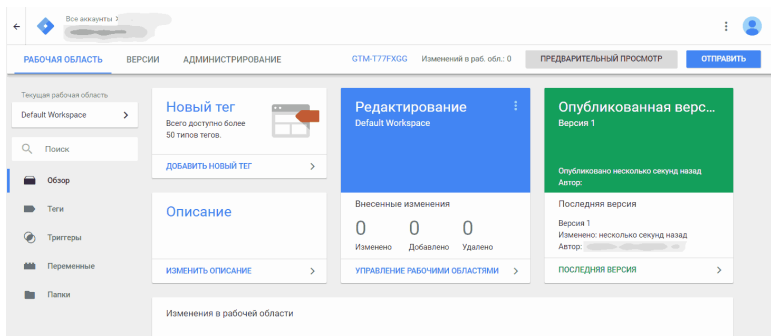 Все аккаунты >
РАБОЧАЯ ОБЛАСТЬ ВЕРСИИ АДМИНИСТРИРОВАНИЕ GTM-T77FXGG Изменений в раб. обл.: 0 ПРЕДВАРИТЕЛЬНЫЙ ПРОСМОТР ОТПРАВИТЬ
Текущая рабочая область
Default Workspace
Поиск
Обзор
Теги
Триггеры
Переменные
Папки
Новый тег
Всего доступно более
50 типов тегов.
ДОБАВИТЬ НОВЫЙ ТЕГ
Описание
ИЗМЕНИТЬ ОПИСАНИЕ
Редактирование
Default Workspace
Внесенные изменения
0 0 0
Изменено Добавлено Удалено
УПРАВЛЕНИЕ РАБОЧИМИ ОБЛАСТЯМИ
Опубликованная верс...
Версия 1
Опубликовано несколько секунд назад
Автор:
Последняя версия
Версия 1
Изменено: несколько секунд назад
Автор:
ПОСЛЕДНЯЯ ВЕРСИЯ
Изменения в рабочей области